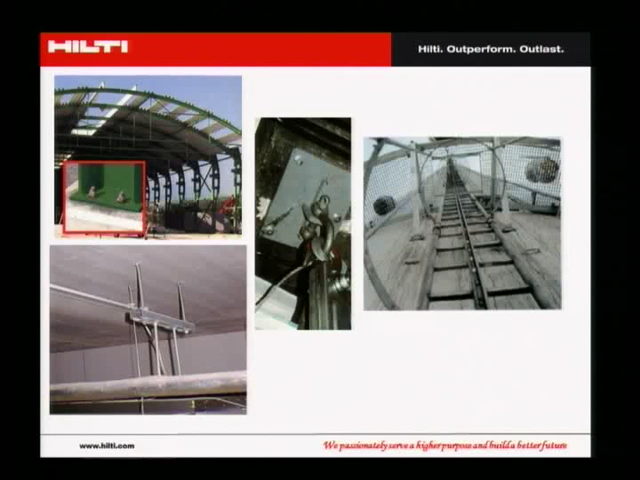 HILTI
Hilti. Outperform. Outlast.
www.hilti.com
We passionately serve a higher purpose and build a better future